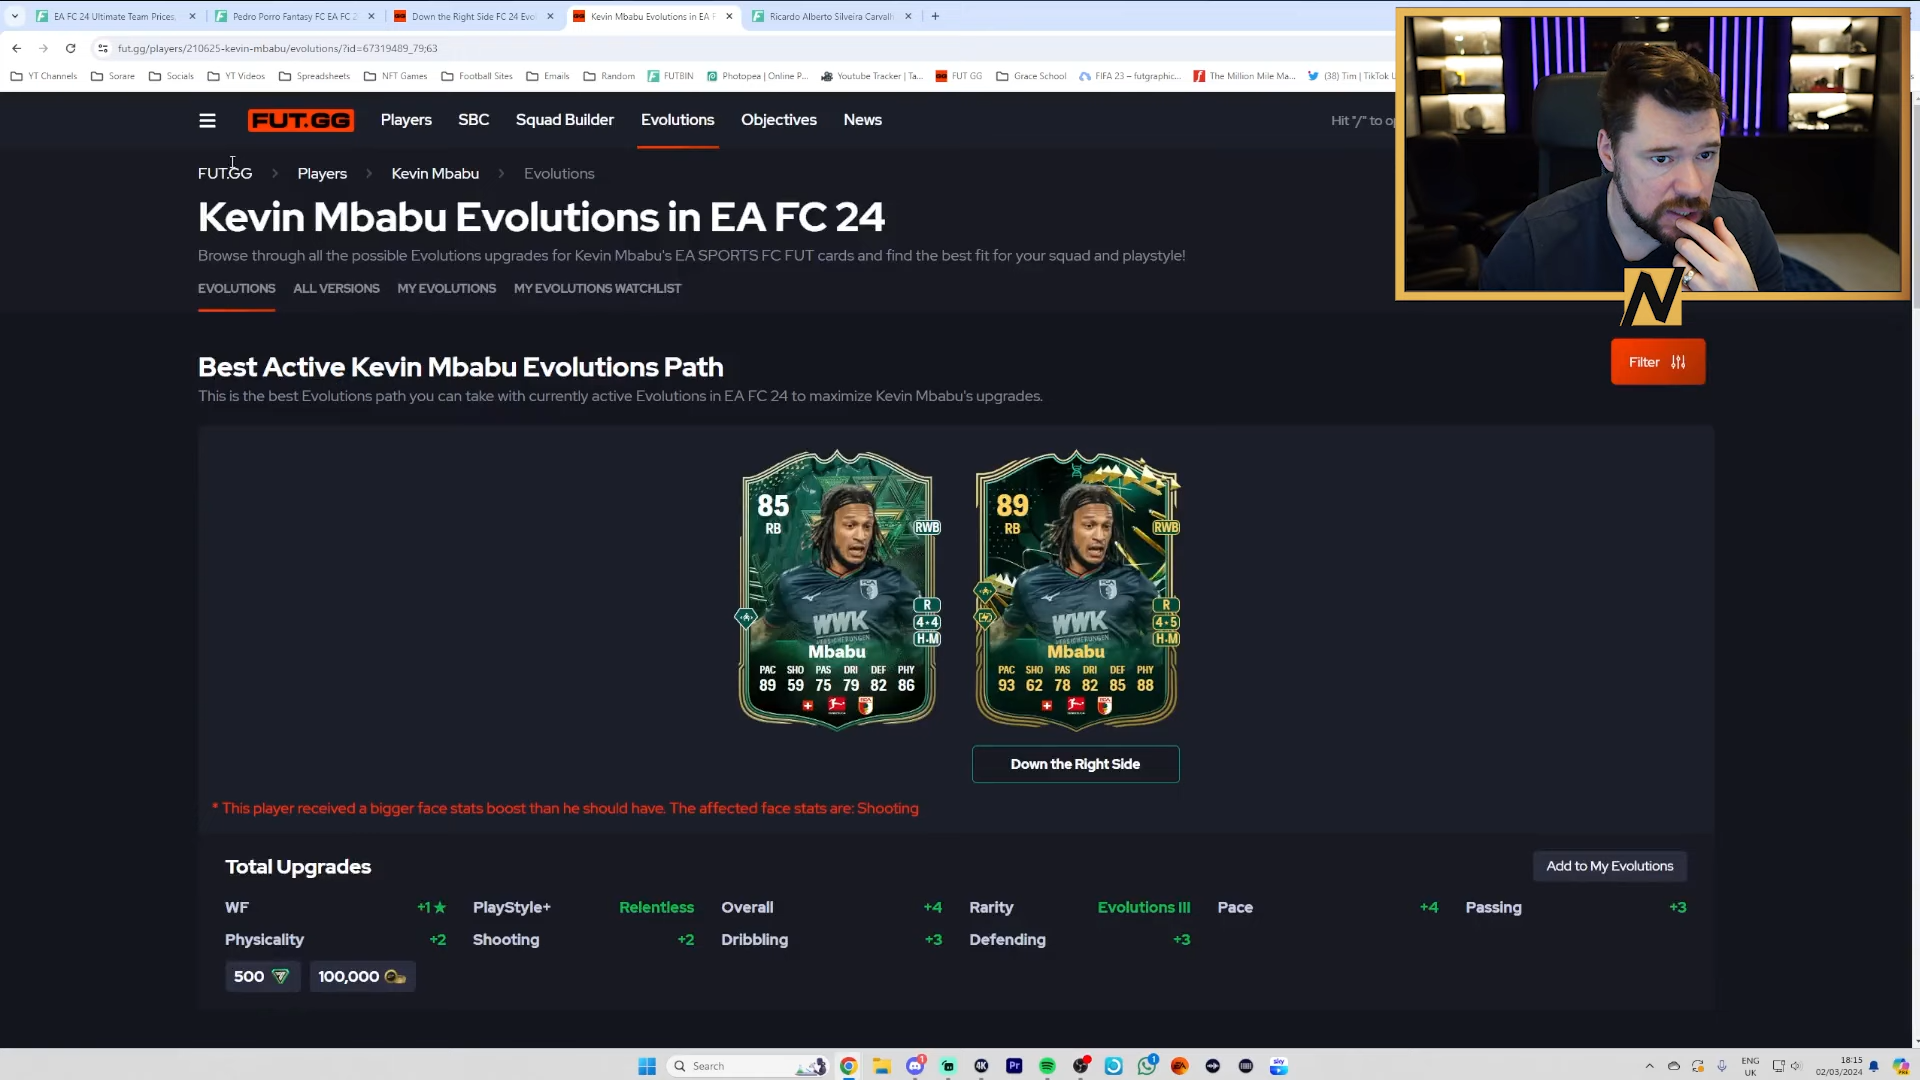 EA FC 24 Ultimate Team Prices,
Pedro Porro Fantasy FC EA FC 2
Down the Right Side FC 24 Evo
Kevin Mbabu Evolutions in EA F
Ricardo Alberto Silveira Carvalh
fut.gg/players/210625-kevin-mbabu/evolutions/?id=67319489_79;63
YT Channels
Sorare
Socials
YT Videos
Spreadsheets
NFT Games
Football Sites
Emails
Random
FUTBIN
Photopea | Online P...
Youtube Tracker | Ta...
FUT GG
Grace School
FIFA 23 – futgraphic...
The Million Mile Ma...
(38) Tim | TikTok
FUT.GG
Players
SBC
Squad Builder
Evolutions
Objectives
News
Hit "/" to op
FUT.GG > Players > Kevin Mbabu > Evolutions
Kevin Mbabu Evolutions in EA FC 24
Browse through all the possible Evolutions upgrades for Kevin Mbabu's EA SPORTS FC FUT cards and find the best fit for your squad and playstyle!
EVOLUTIONS ALL VERSIONS MY EVOLUTIONS MY EVOLUTIONS WATCHLIST
N
Filter
Best Active Kevin Mbabu Evolutions Path
This is the best Evolutions path you can take with currently active Evolutions in EA FC 24 to maximize Kevin Mbabu's upgrades.
85
RB
RWB
R
4★4
H·M
WWK
Mbabu
PAC SHO PAS DRI DEF PHY
89 59 75 79 82 86
89
RB
RWB
R
4★5
H·M
WWK
Mbabu
PAC SHO PAS DRI DEF PHY
93 62 78 82 85 88
Down the Right Side
* This player received a bigger face stats boost than he should have. The affected face stats are: Shooting
Total Upgrades
Add to My Evolutions
WF +1★ PlayStyle+ Relentless Overall +4 Rarity Evolutions III Pace +4 Passing +3
Physicality +2 Shooting +2 Dribbling +3 Defending +3
500
100,000
Search
4K
Pr
1
1
sky
ENG
UK
18:15
02/03/2024